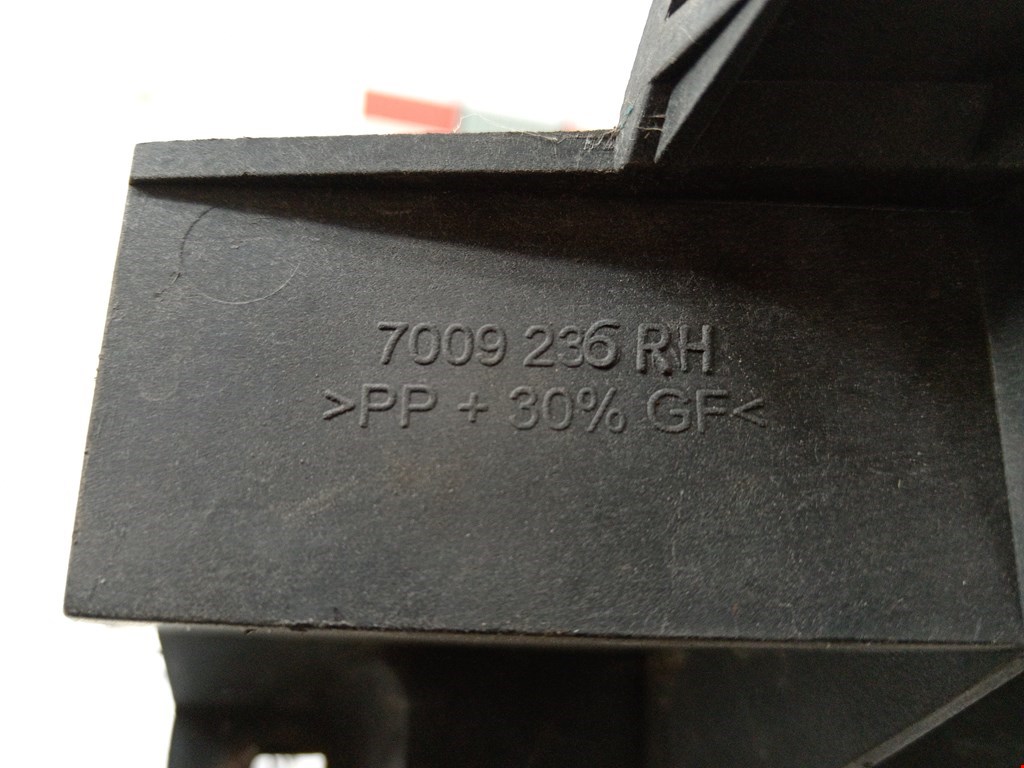 7009 236 RH
>PP + 30% GF<